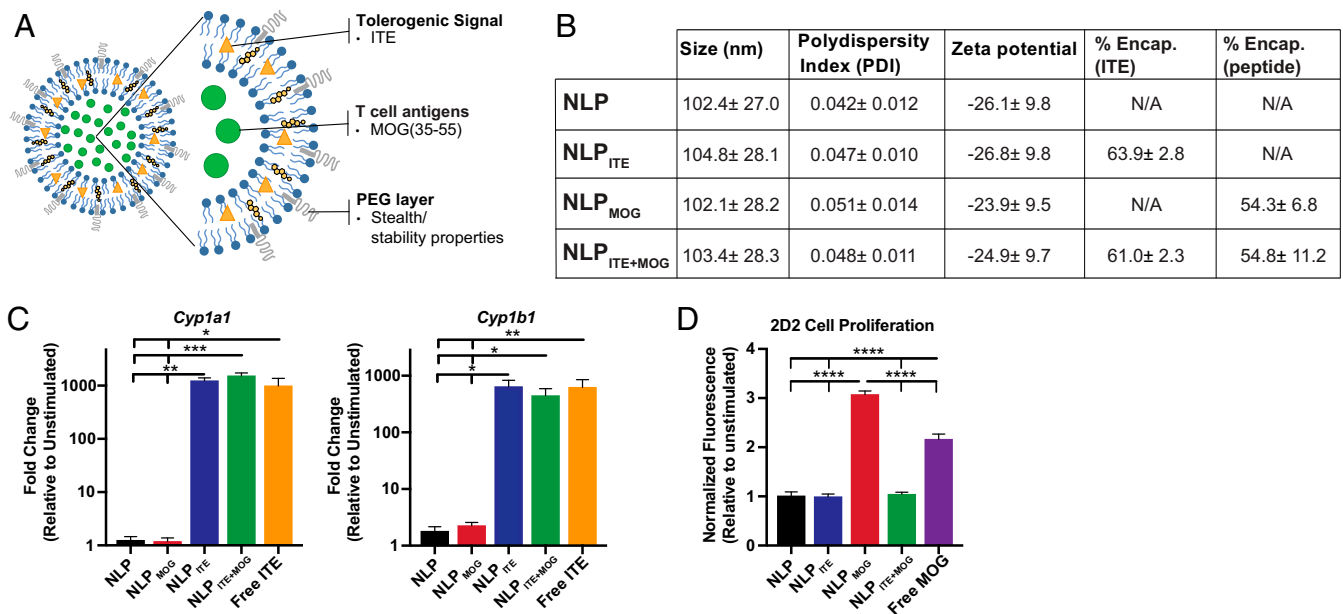 A
Tolerogenic Signal
• ITE
T cell antigens
• MOG(35-55)
PEG layer
• Stealth/
stability properties
B
Size (nm) Polydispersity Index (PDI) Zeta potential % Encap. (ITE) % Encap. (peptide)
NLP 102.4± 27.0 0.042± 0.012 -26.1± 9.8 N/A N/A
NLP ITE 104.8± 28.1 0.047± 0.010 -26.8± 9.8 63.9± 2.8 N/A
NLP MOG 102.1± 28.2 0.051± 0.014 -23.9± 9.5 N/A 54.3± 6.8
NLP ITE+MOG 103.4± 28.3 0.048± 0.011 -24.9± 9.7 61.0± 2.3 54.8± 11.2
C
Cyp1a1
Fold Change
(Relative to Unstimulated)
1000
100
10
1
*
***
**
NLP
NLP MOG
NLP ITE
NLP ITE+MOG
Free ITE
Cyp1b1
Fold Change
(Relative to Unstimulated)
1000
100
10
1
**
*
*
NLP
NLP MOG
NLP ITE
NLP ITE+MOG
Free ITE
D
2D2 Cell Proliferation
Normalized Fluorescence
(Relative to unstimulated)
4
3
2
1
0
****
**** ****
NLP
NLP ITE
NLP MOG
NLP ITE+MOG
Free MOG